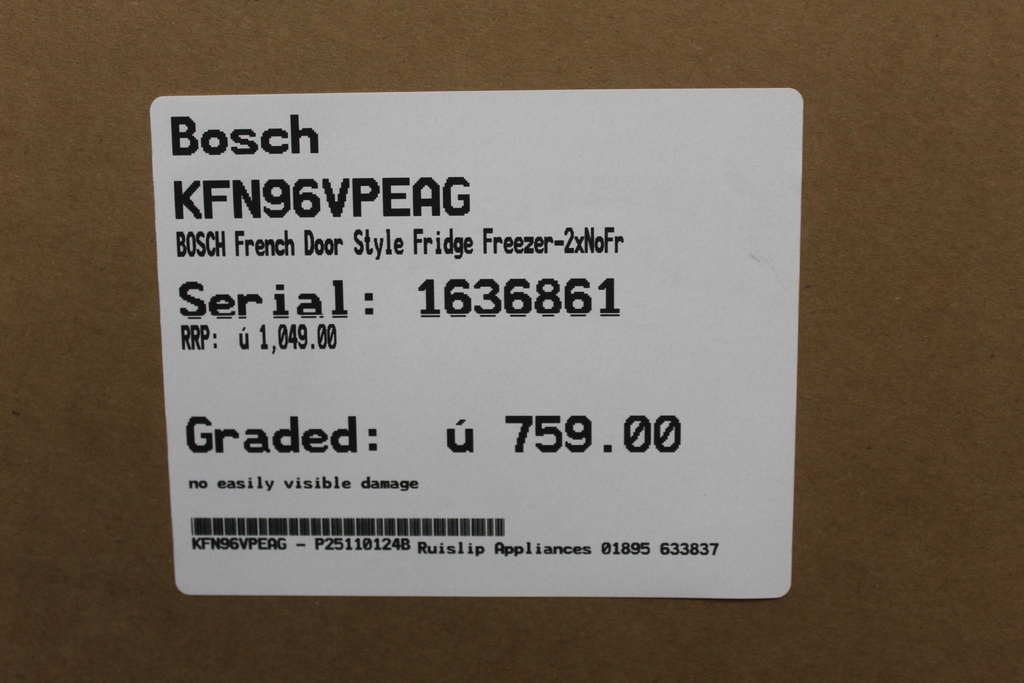 Bosch
KFN96VPEAG
BOSCH French Door Style Fridge Freezer-2xNoFr
Serial: 1636861
RRP: ú 1,049.00
Graded: ú 759.00
no easily visible damage
KFN96VPEAG - P25110124B Ruislip Appliances 01895 633837